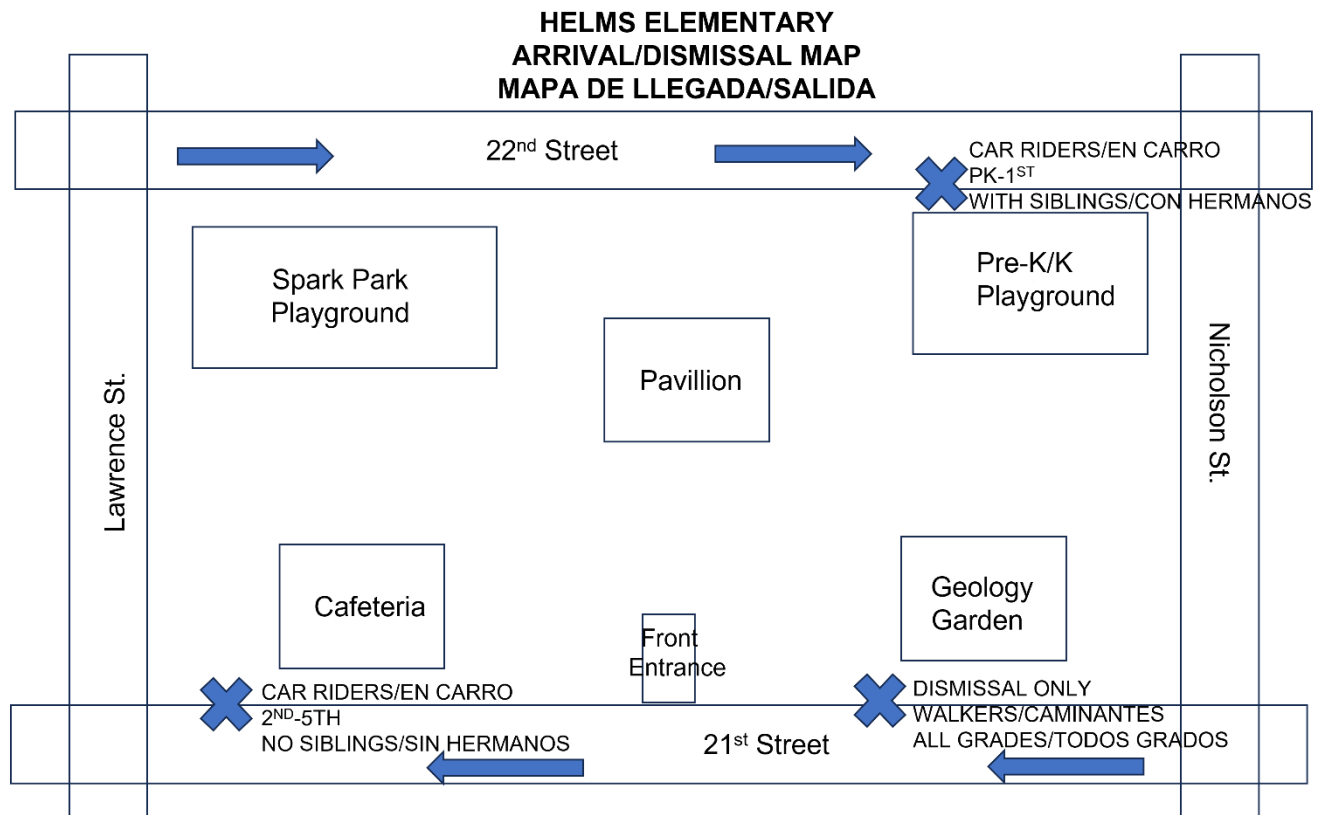 HELMS ELEMENTARY
ARRIVAL/DISMISSAL MAP
MAPA DE LLEGADA/SALIDA
22nd Street
CAR RIDERS/EN CARRO
PK-1ST
WITH SIBLINGS/CON HERMANOS
Spark Park
Playground
Pre-K/K
Playground
Pavillion
Lawrence St.
Nicholson St.
Cafeteria
Geology
Garden
Front
Entrance
CAR RIDERS/EN CARRO
2ND-5TH
NO SIBLINGS/SIN HERMANOS
DISMISSAL ONLY
WALKERS/CAMINANTES
ALL GRADES/TODOS GRADOS
21st Street